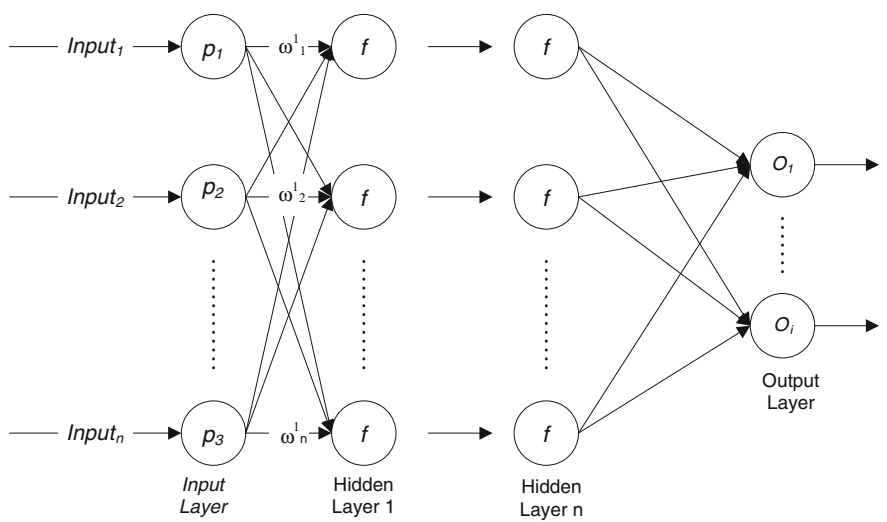 Input₁ p₁ ω¹₁ f f
O₁
Input₂ p₂ ω¹₂ f f
Oᵢ
Output
Layer
Inputₙ p₃ ω¹ₙ f f
Input
Layer
Hidden
Layer 1
Hidden
Layer n